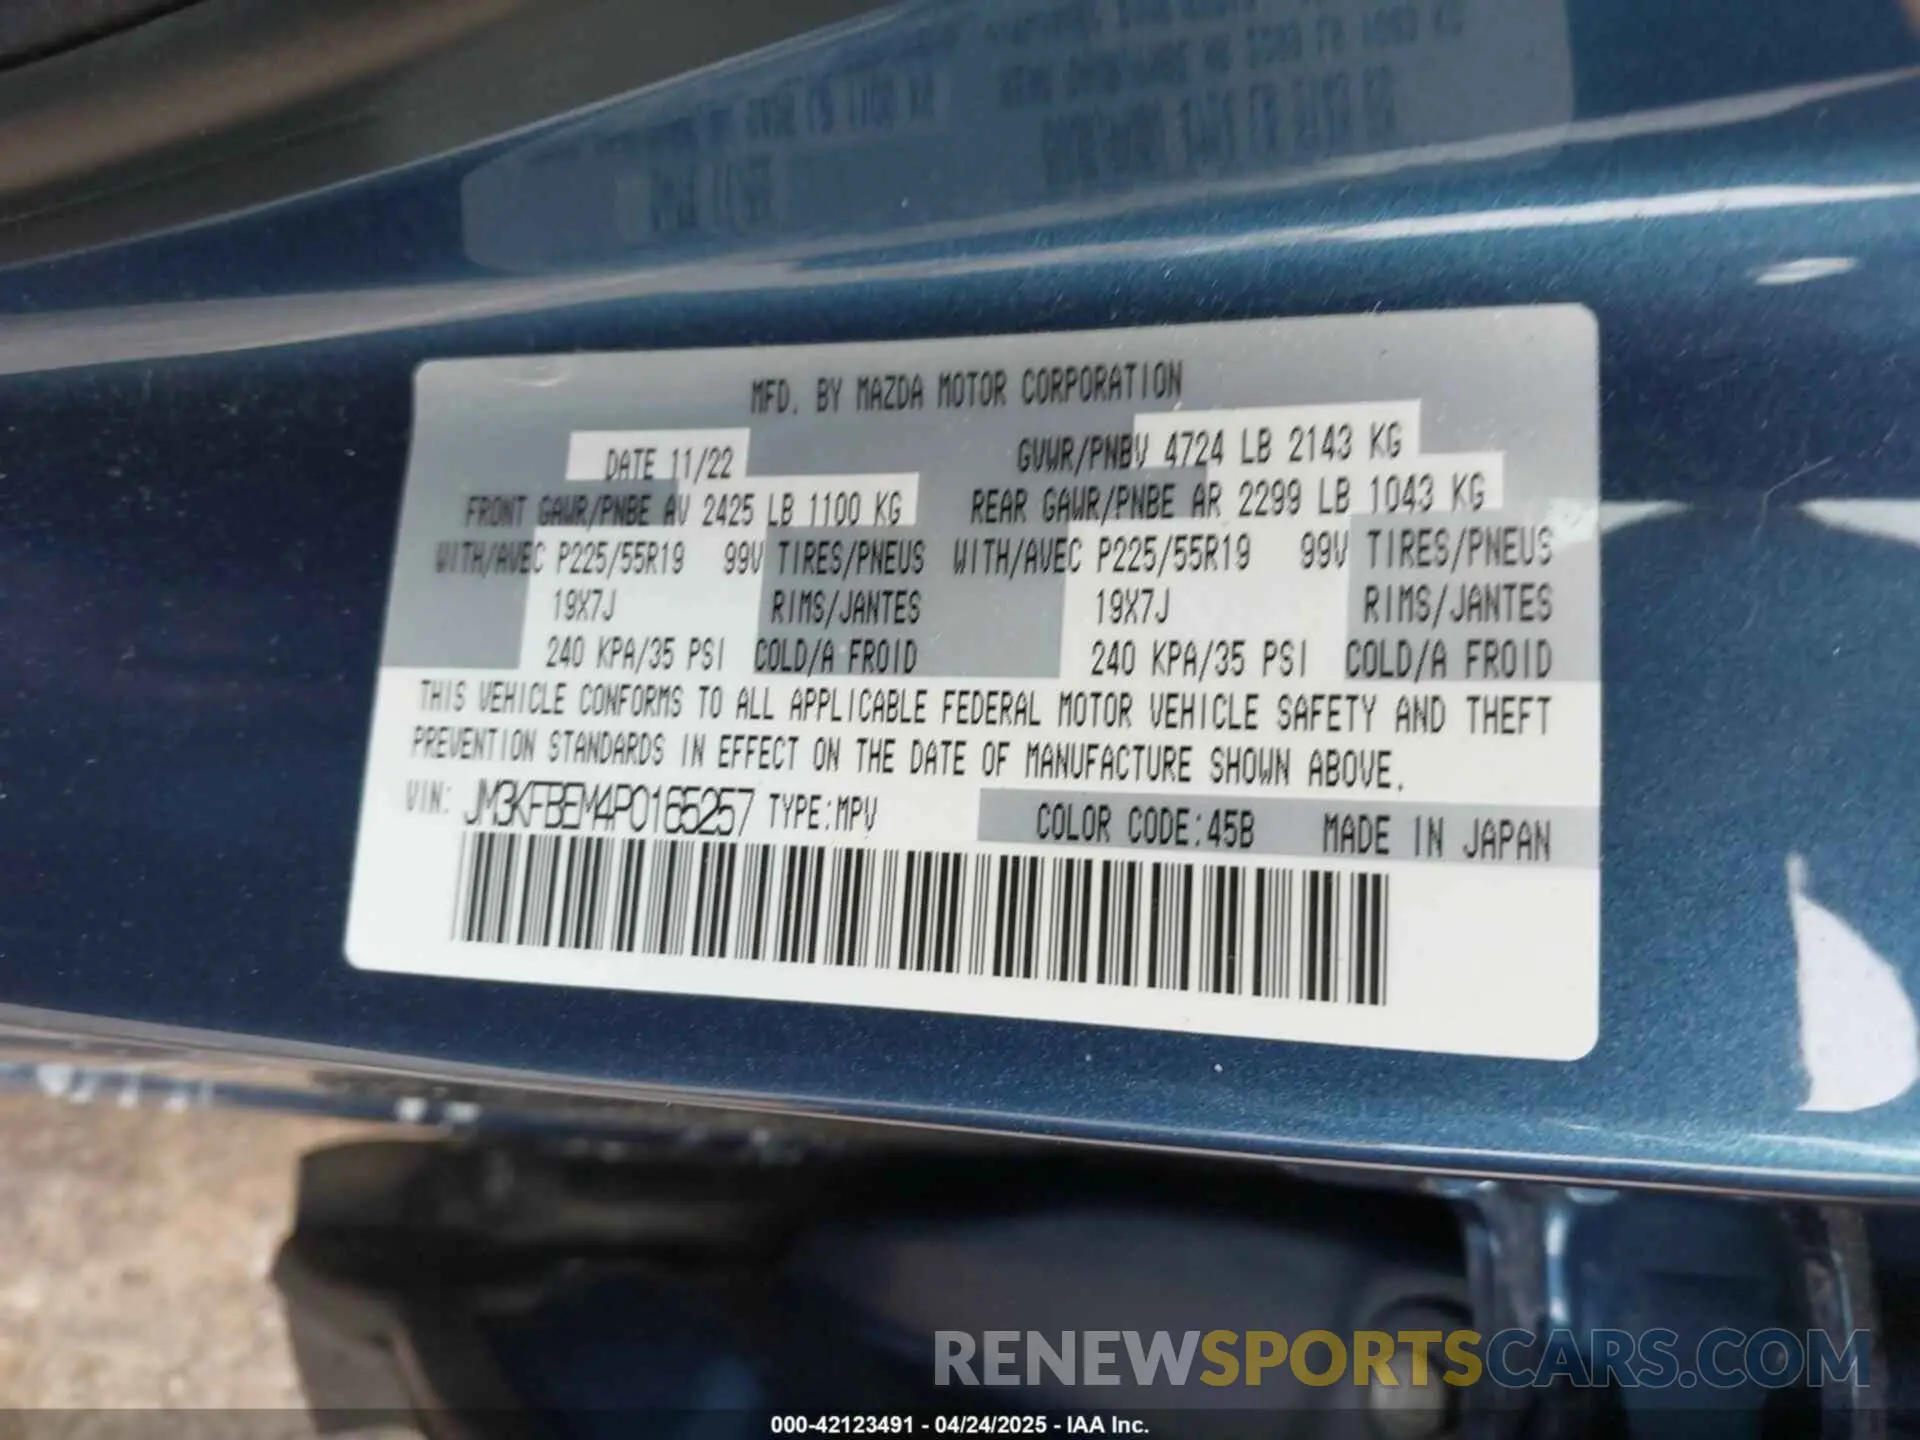 MFD. BY MAZDA MOTOR CORPORATION
DATE 11/22 GVWR/PNBV 4724 LB 2143 KG
FRONT GAWR/PNBE AV 2425 LB 1100 KG REAR GAWR/PNBE AR 2299 LB 1043 KG
WITH/AVEC P225/55R19 99V TIRES/PNEUS WITH/AVEC P225/55R19 99V TIRES/PNEUS
19X7J RIMS/JANTES 19X7J RIMS/JANTES
240 KPA/35 PSI COLD/A FROID 240 KPA/35 PSI COLD/A FROID
THIS VEHICLE CONFORMS TO ALL APPLICABLE FEDERAL MOTOR VEHICLE SAFETY AND THEFT
PREVENTION STANDARDS IN EFFECT ON THE DATE OF MANUFACTURE SHOWN ABOVE.
VIN: JM3KFBEM4P0165257 TYPE:MPV COLOR CODE:45B MADE IN JAPAN
RENEWSPORTSCARS.COM
000-42123491 - 04/24/2025 - IAA Inc.